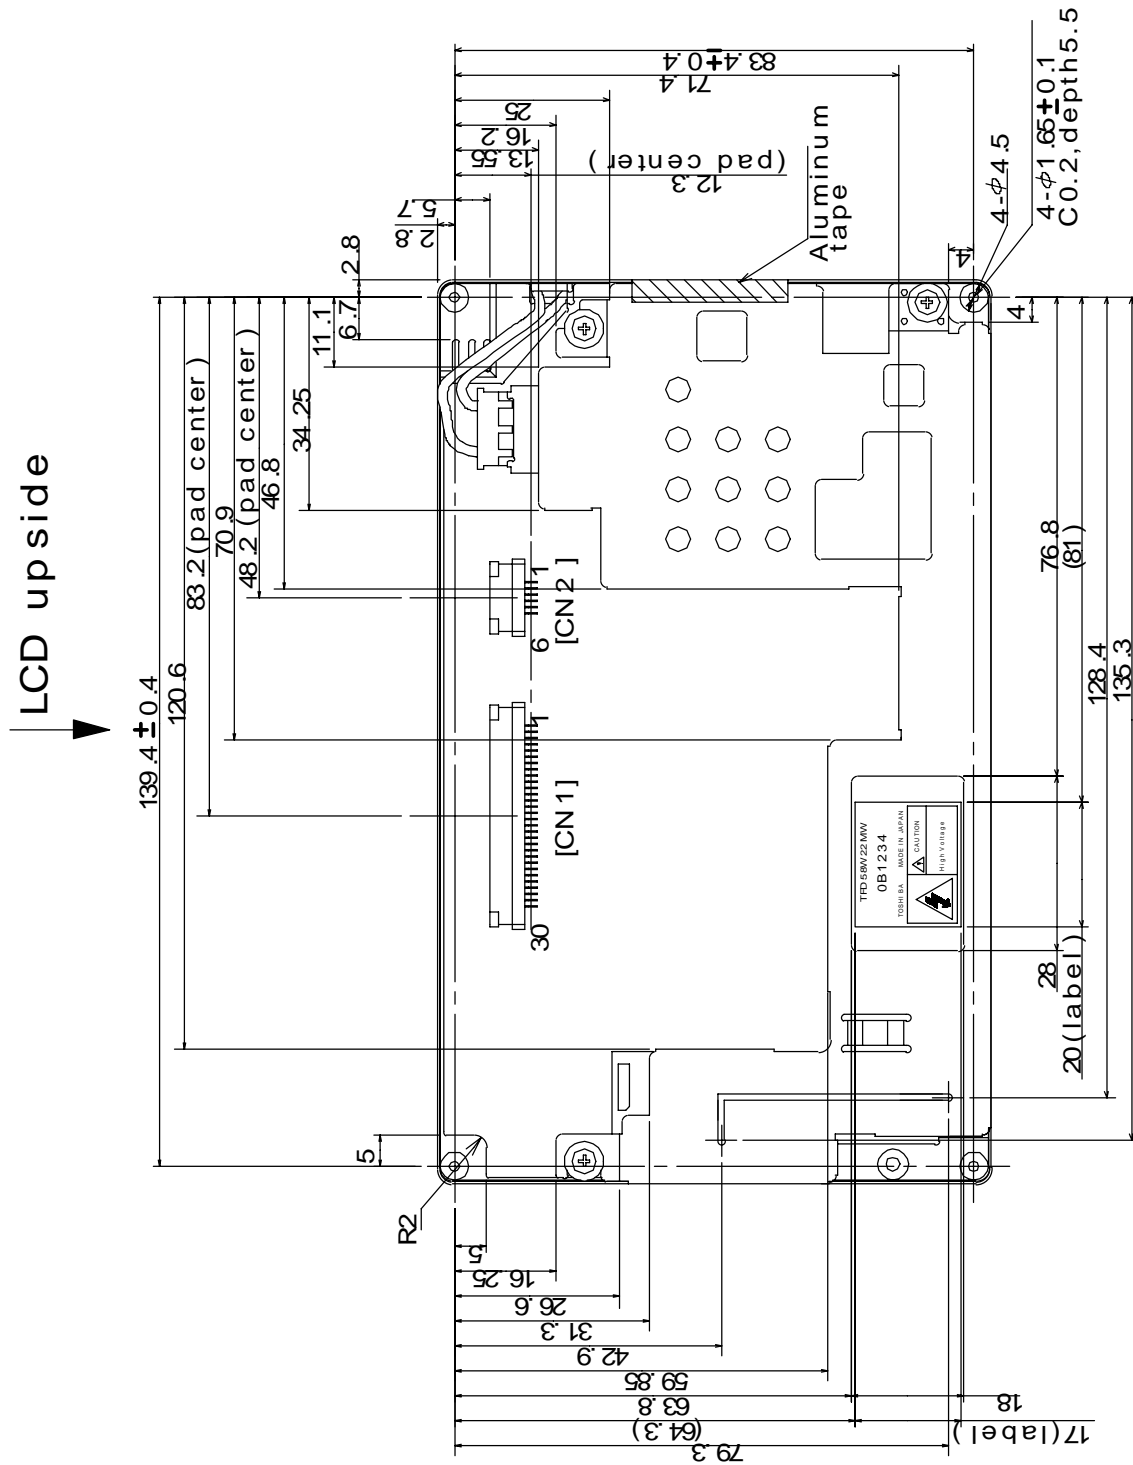 LCD upside
139.4±0.4
120.6
83.2(pad center)
70.9
48.2(pad center)
46.8
34.25
11.1
6.7
2.8
2.8
5.7
13.55
16.2
25
12.3
(pad center)
71.4
83.4±0.4
Aluminum
tape
4-φ4.5
4-φ1.65±0.1
C0.2,depth5.5
4
4
[CN2]
1
6
[CN1]
1
30
76.8
(81)
128.4
135.3
28
20(label)
TFD58W22MW
0B1234
TOSHIBA MADE IN JAPAN
CAUTION
High Voltage
5
R2
5
16.25
26.6
31.3
42.9
59.85
63.8
(64.3)
79.3
18
17(label)